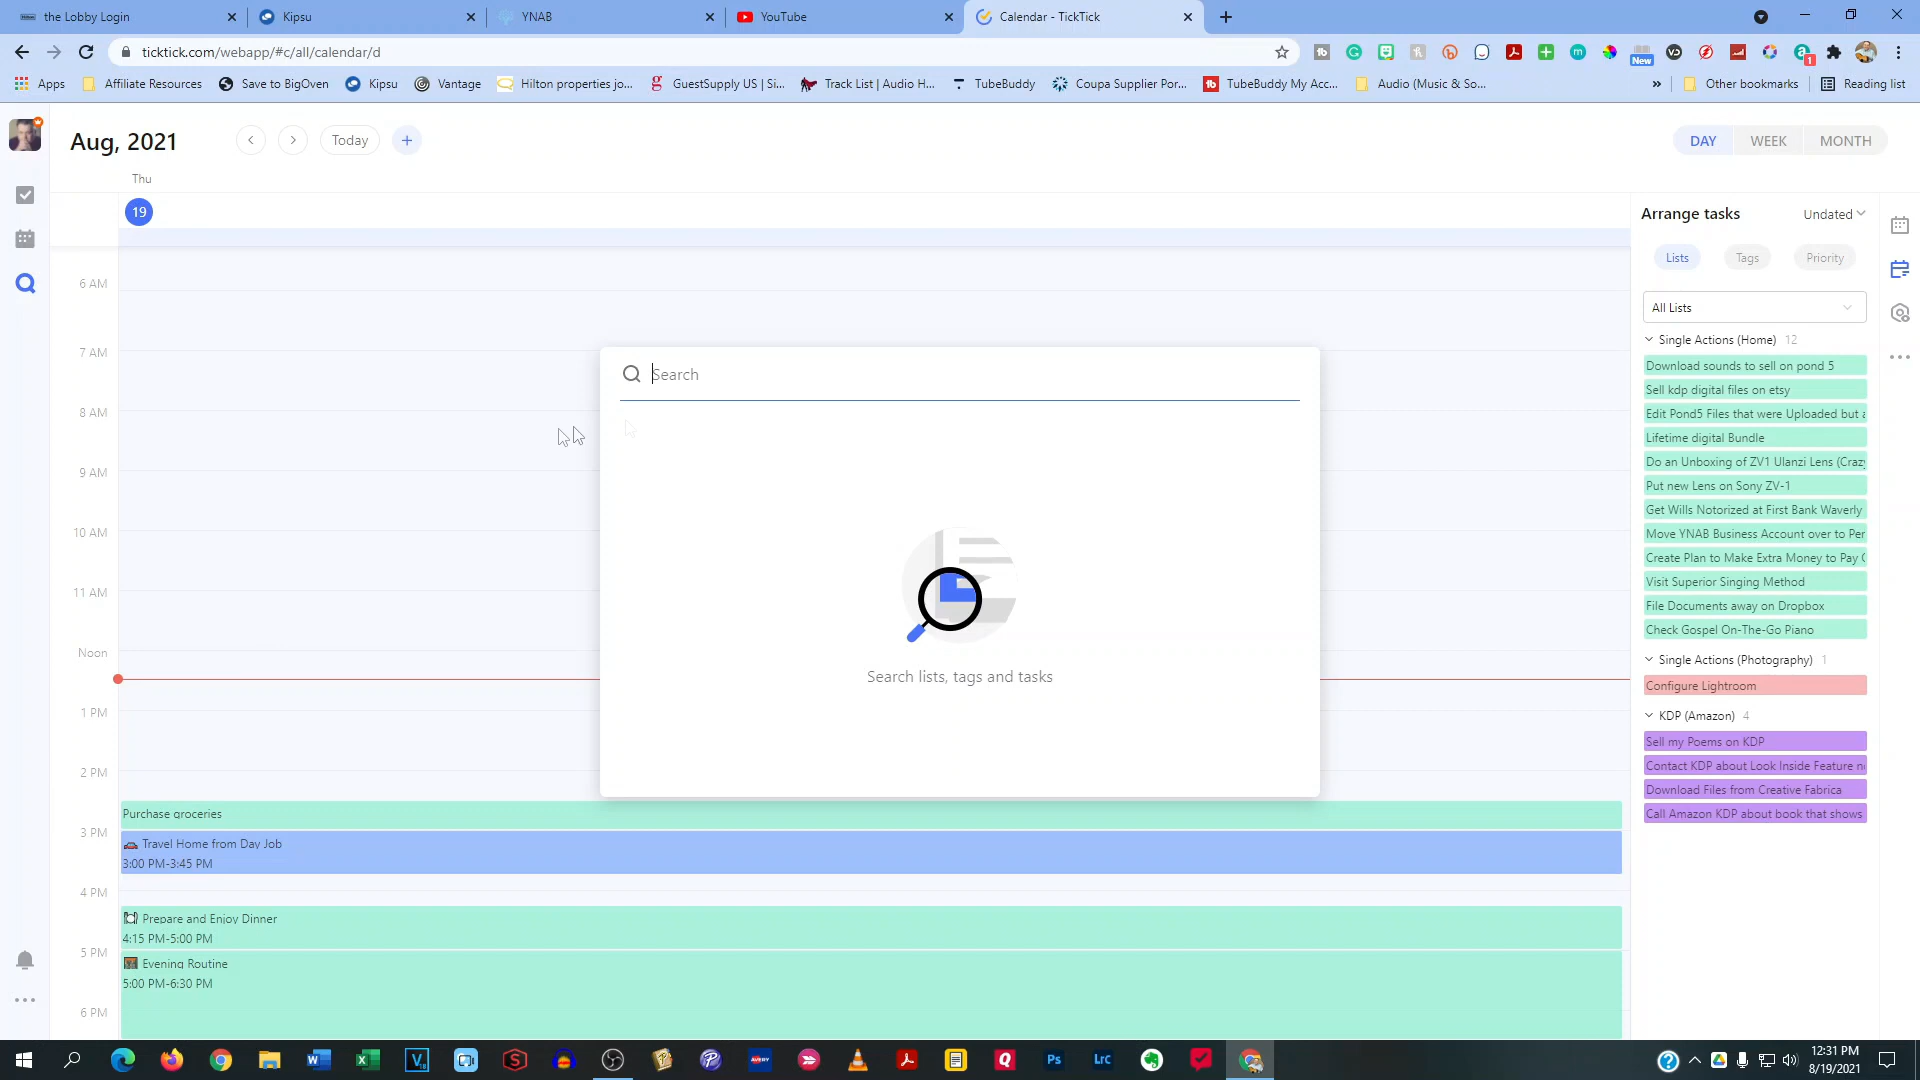 the Lobby Login
Kipsu
YNAB
YouTube
Calendar - TickTick
ticktick.com/webapp/#c/all/calendar/d
New
1
Apps
Affiliate Resources
Save to BigOven
Kipsu
Vantage
Hilton properties jo...
GuestSupply US | Si...
Track List | Audio H...
TubeBuddy
Coupa Supplier Por...
TubeBuddy My Acc...
Audio (Music & So...
Other bookmarks
Reading list
Aug, 2021
Today
DAY
WEEK
MONTH
Thu
19
6 AM
7 AM
8 AM
9 AM
10 AM
11 AM
Noon
1 PM
2 PM
3 PM
4 PM
5 PM
6 PM
Search
Search lists, tags and tasks
Purchase groceries
Travel Home from Day Job
3:00 PM-3:45 PM
Prepare and Enjoy Dinner
4:15 PM-5:00 PM
Evening Routine
5:00 PM-6:30 PM
Arrange tasks
Undated
Lists
Tags
Priority
All Lists
Single Actions (Home) 12
Download sounds to sell on pond 5
Sell kdp digital files on etsy
Edit Pond5 Files that were Uploaded but
Lifetime digital Bundle
Do an Unboxing of ZV1 Ulanzi Lens (Craz
Put new Lens on Sony ZV-1
Get Wills Notorized at First Bank Waverly
Move YNAB Business Account over to Per
Create Plan to Make Extra Money to Pay
Visit Superior Singing Method
File Documents away on Dropbox
Check Gospel On-The-Go Piano
Single Actions (Photography) 1
Configure Lightroom
KDP (Amazon) 4
Sell my Poems on KDP
Contact KDP about Look Inside Feature n
Download Files from Creative Fabrica
Call Amazon KDP about book that shows
12:31 PM
8/19/2021